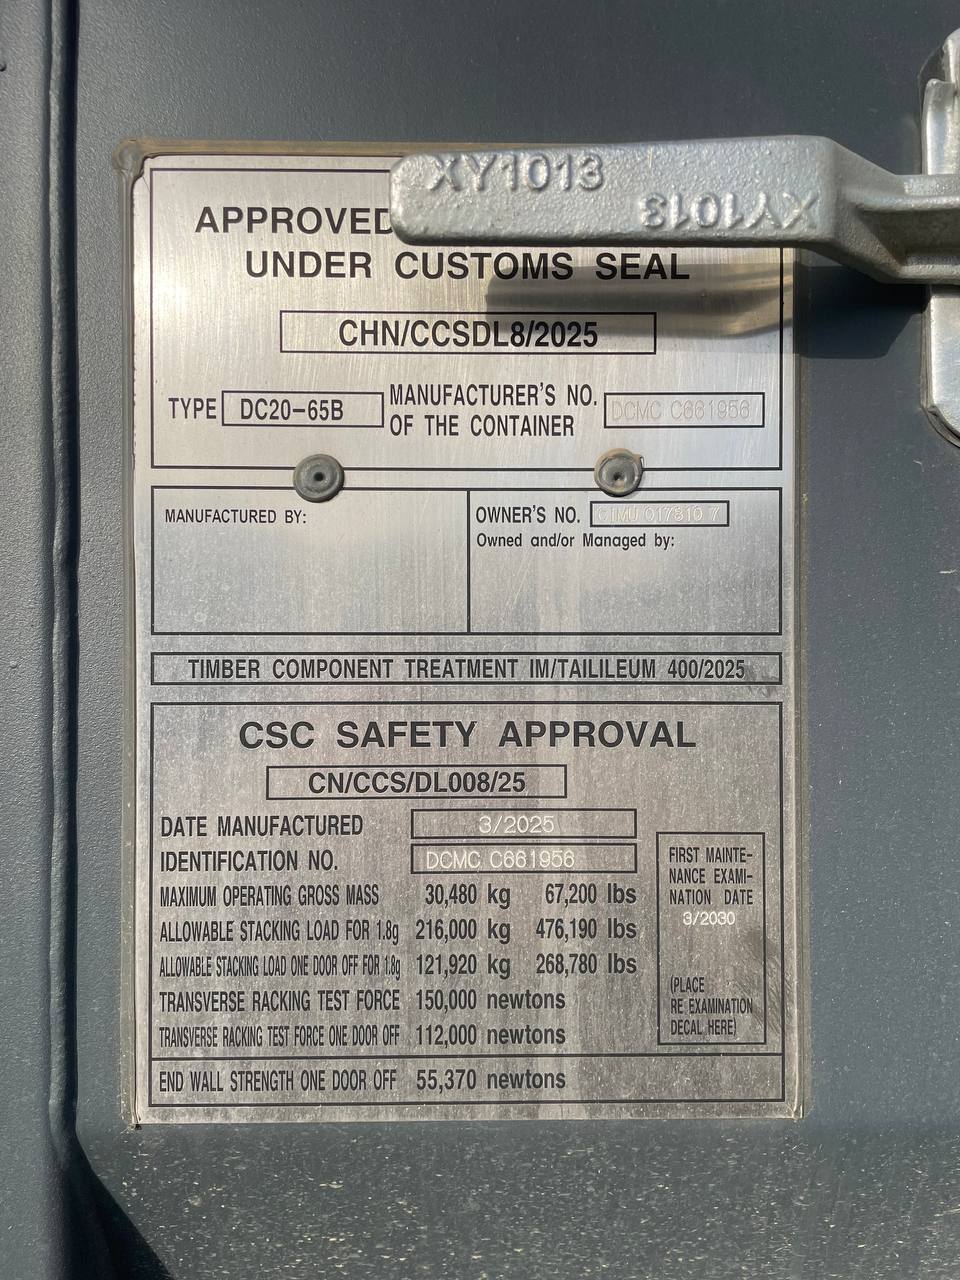 XY1013
XY1013
APPROVED
UNDER CUSTOMS SEAL
CHN/CCSDL8/2025
TYPE DC20-65B
MANUFACTURER'S NO.
OF THE CONTAINER
DCMC C661956
MANUFACTURED BY:
OWNER'S NO. 017810 7
Owned and/or Managed by:
TIMBER COMPONENT TREATMENT IM/TAILILEUM 400/2025
CSC SAFETY APPROVAL
CN/CCS/DL008/25
DATE MANUFACTURED 3/2025
IDENTIFICATION NO. DCMC C661956
MAXIMUM OPERATING GROSS MASS 30,480 kg 67,200 lbs
ALLOWABLE STACKING LOAD FOR 1.8g 216,000 kg 476,190 lbs
ALLOWABLE STACKING LOAD ONE DOOR OFF FOR 1.8g 121,920 kg 268,780 lbs
TRANSVERSE RACKING TEST FORCE 150,000 newtons
TRANSVERSE RACKING TEST FORCE ONE DOOR OFF 112,000 newtons
END WALL STRENGTH ONE DOOR OFF 55,370 newtons
FIRST MAINTE-
NANCE EXAMI-
NATION DATE
3/2030
(PLACE
RE EXAMINATION
DECAL HERE)